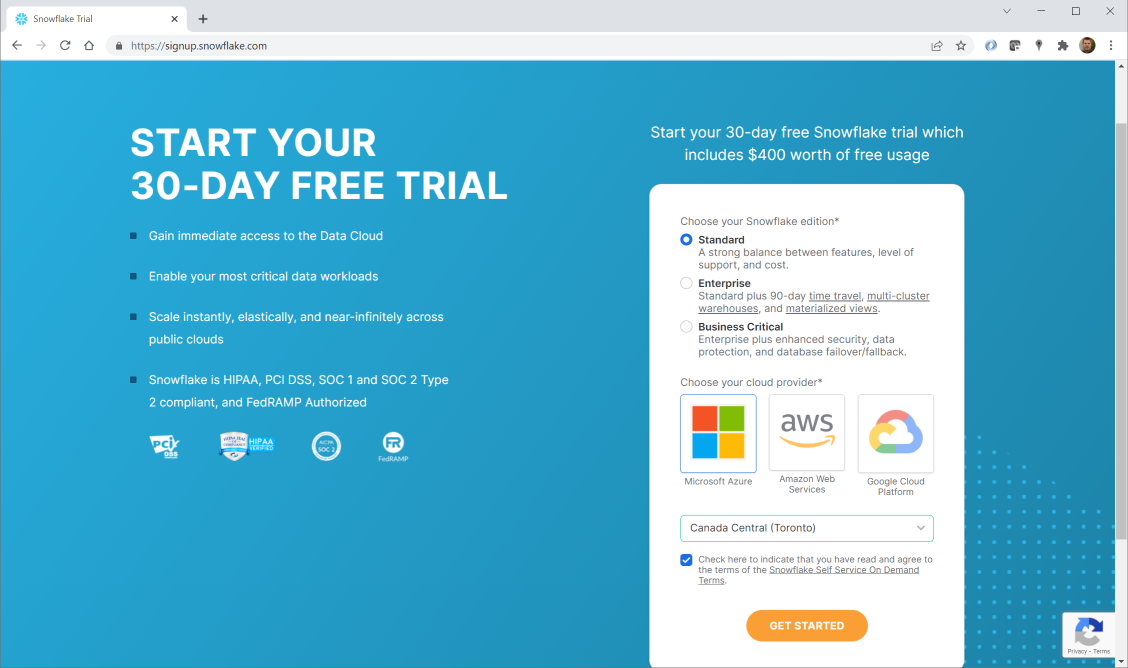 Snowflake Trial
https://signup.snowflake.com
START YOUR
30-DAY FREE TRIAL
Gain immediate access to the Data Cloud
Enable your most critical data workloads
Scale instantly, elastically, and near-infinitely across
public clouds
Snowflake is HIPAA, PCI DSS, SOC 1 and SOC 2 Type
2 compliant, and FedRAMP Authorized
PCI
DSS
HIPAA
VERIFIED
AICPA
SOC 2
FR
FedRAMP
Start your 30-day free Snowflake trial which
includes $400 worth of free usage
Choose your Snowflake edition*
Standard
A strong balance between features, level of
support, and cost.
Enterprise
Standard plus 90-day time travel, multi-cluster
warehouses, and materialized views.
Business Critical
Enterprise plus enhanced security, data
protection, and database failover/fallback.
Choose your cloud provider*
aws
Microsoft Azure
Amazon Web
Services
Google Cloud
Platform
Canada Central (Toronto)
Check here to indicate that you have read and agree to
the terms of the Snowflake Self Service On Demand
Terms.
GET STARTED
Privacy - Terms